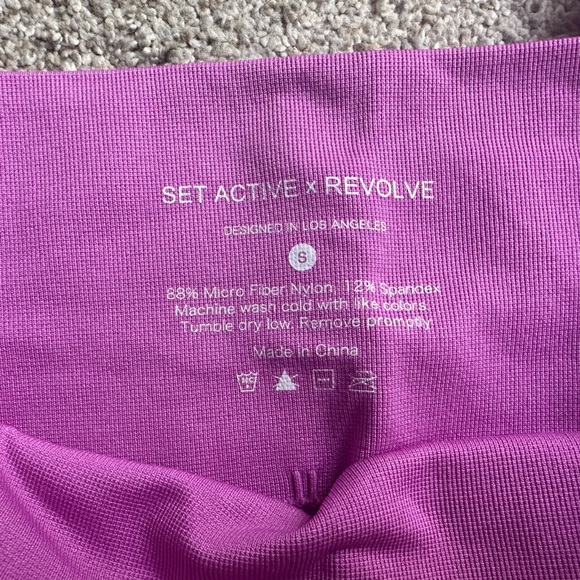 SET ACTIVE x REVOLVE
DESIGNED IN LOS ANGELES
S
88% Micro Fiber Nylon, 12% Spandex
Machine wash cold with like colors.
Tumble dry low. Remove promptly
Made in China